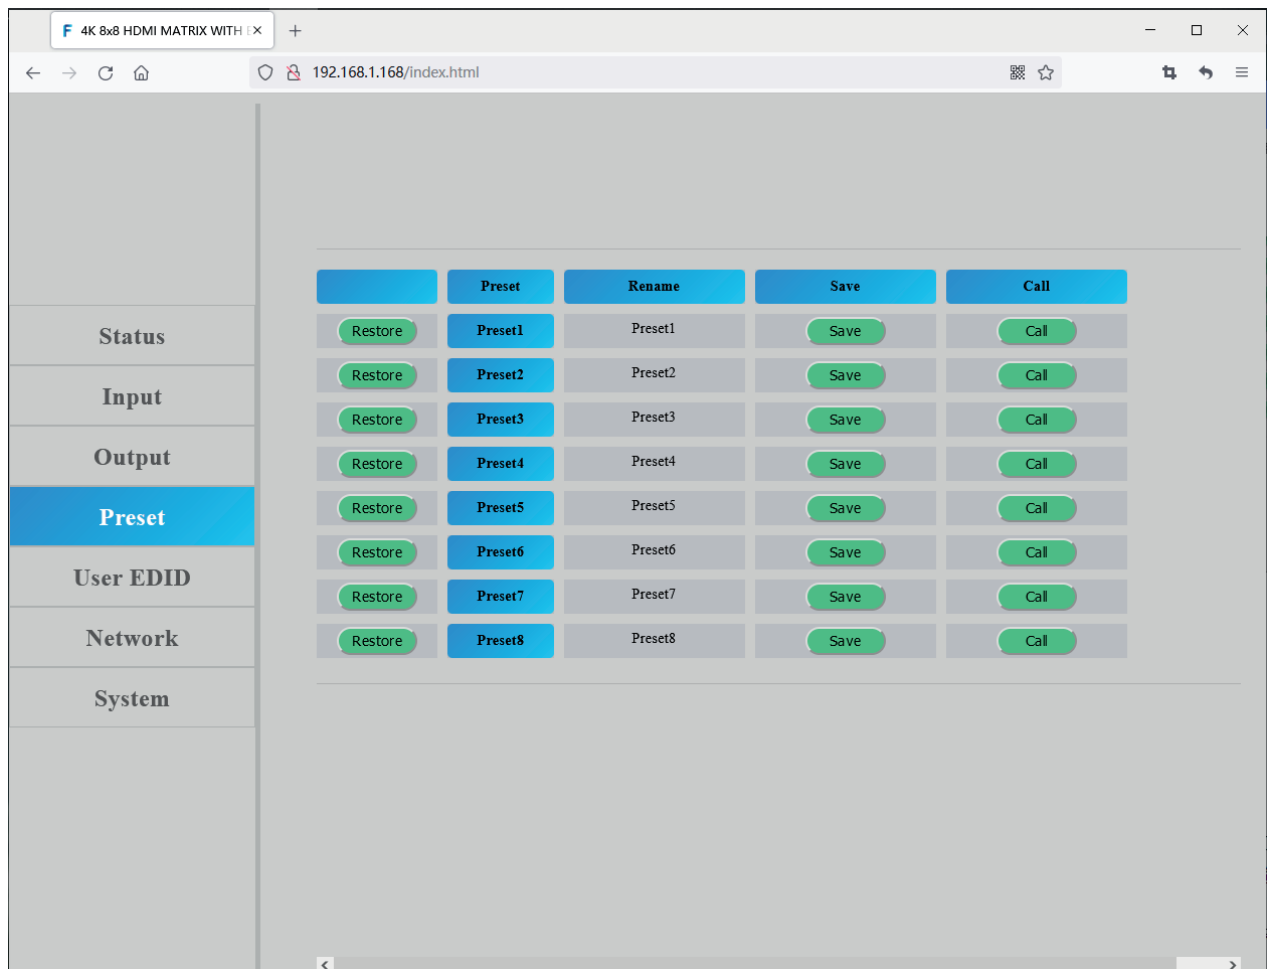 F 4K 8x8 HDMI MATRIX WITH
192.168.1.168/index.html
Preset Rename Save Call
Restore Preset1 Preset1 Save Call
Restore Preset2 Preset2 Save Call
Restore Preset3 Preset3 Save Call
Restore Preset4 Preset4 Save Call
Restore Preset5 Preset5 Save Call
Restore Preset6 Preset6 Save Call
Restore Preset7 Preset7 Save Call
Restore Preset8 Preset8 Save Call
Status
Input
Output
Preset
User EDID
Network
System